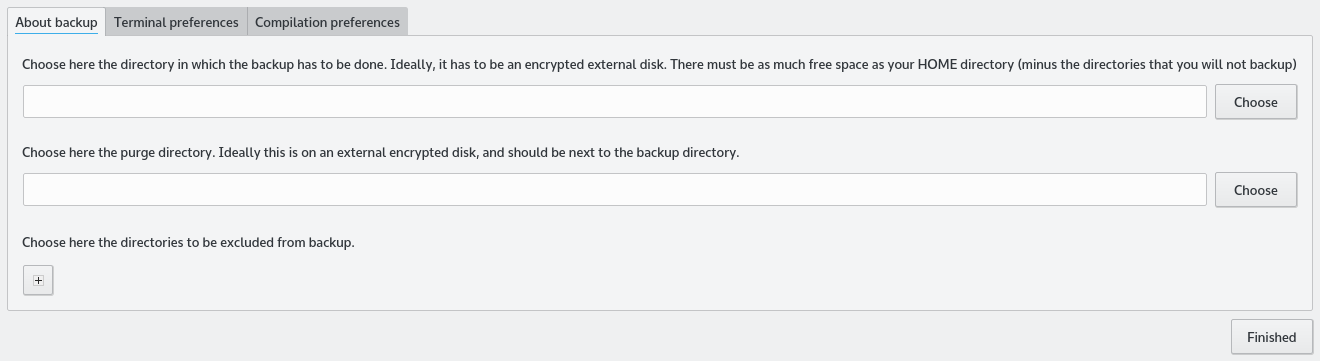 About backup
Terminal preferences
Compilation preferences
Choose here the directory in which the backup has to be done. Ideally, it has to be an encrypted external disk. There must be as much free space as your HOME directory (minus the directories that you will not backup)
Choose
Choose here the purge directory. Ideally this is on an external encrypted disk, and should be next to the backup directory.
Choose
Choose here the directories to be excluded from backup.
Finished